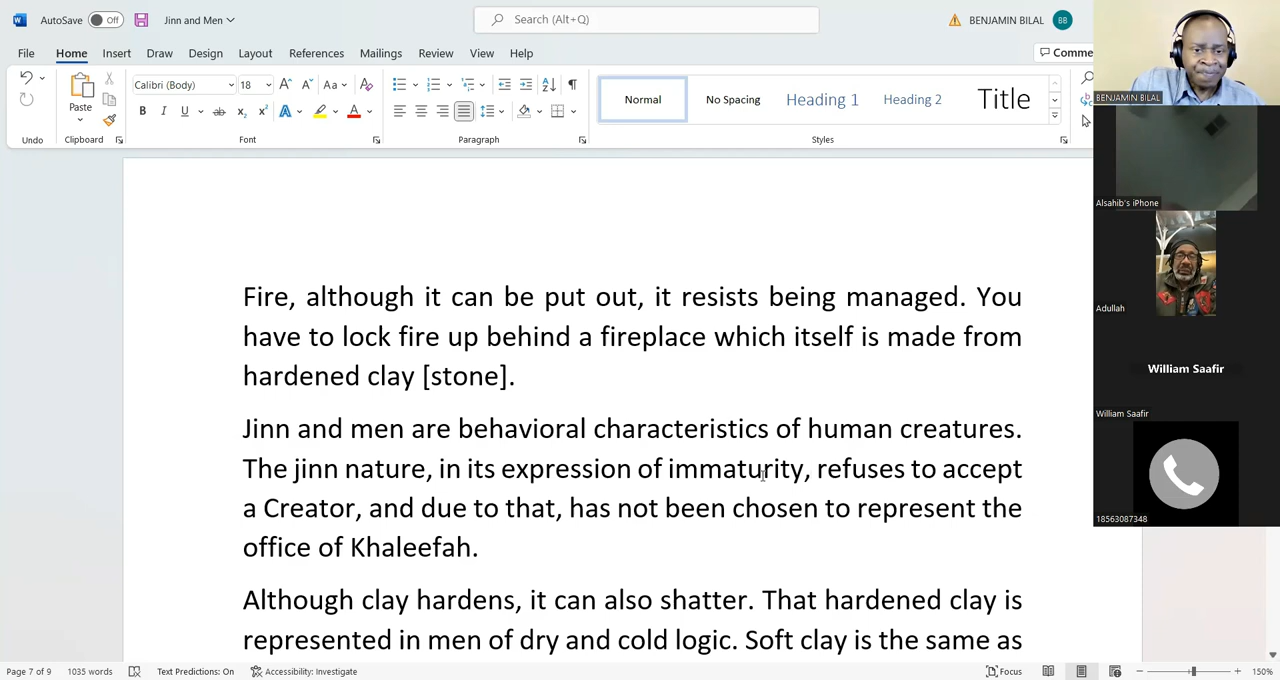 AutoSave Off Jinn and Men Search (Alt+Q) BENJAMIN BILAL BB
File Home Insert Draw Design Layout References Mailings Review View Help Comme
Calibri (Body) 18 Aa
Paste
B I U ab x₂ x² A A
Normal No Spacing Heading 1 Heading 2 Title
Undo Clipboard Font Paragraph Styles
Fire, although it can be put out, it resists being managed. You
have to lock fire up behind a fireplace which itself is made from
hardened clay [stone].
Jinn and men are behavioral characteristics of human creatures.
The jinn nature, in its expression of immaturity, refuses to accept
a Creator, and due to that, has not been chosen to represent the
office of Khaleefah.
Although clay hardens, it can also shatter. That hardened clay is
represented in men of dry and cold logic. Soft clay is the same as
Page 7 of 9 1035 words Text Predictions: On Accessibility: Investigate Focus 150%
BENJAMIN BILAL
Alsahib's iPhone
Adullah
William Saafir
William Saafir
18563087348